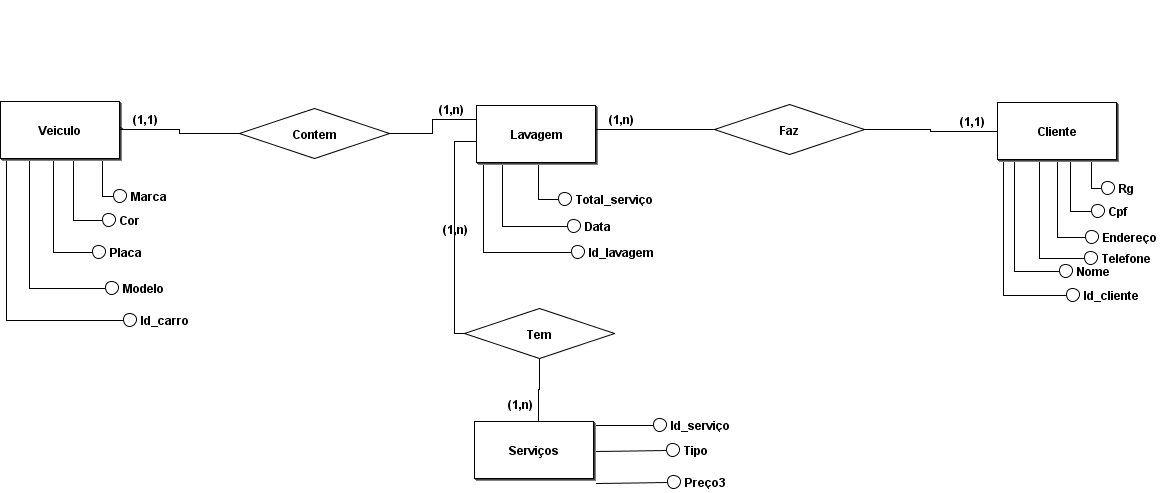 Veiculo
(1,1)
Contem
(1,n)
Lavagem
(1,n)
Faz
(1,1)
Cliente
Marca
Cor
Placa
Modelo
Id_carro
Total_serviço
Data
Id_lavagem
Rg
Cpf
Endereço
Telefone
Nome
Id_cliente
(1,n)
Tem
(1,n)
Serviços
Id_serviço
Tipo
Preço3